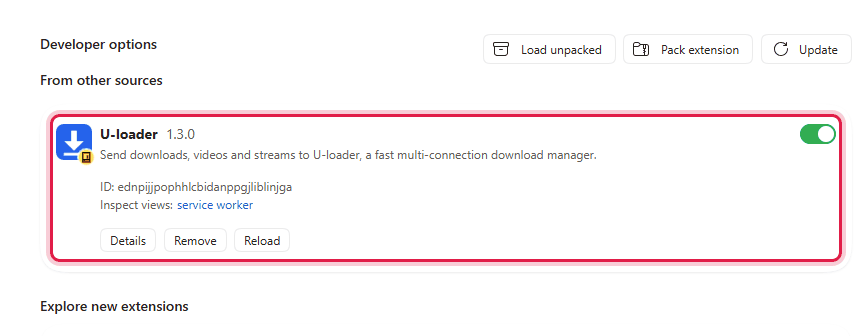 Developer options
Load unpacked
Pack extension
Update
From other sources
U-loader 1.3.0
Send downloads, videos and streams to U-loader, a fast multi-connection download manager.
ID: ednpijjpophhlcbidanppgjliblinjga
Inspect views: service worker
Details
Remove
Reload
Explore new extensions